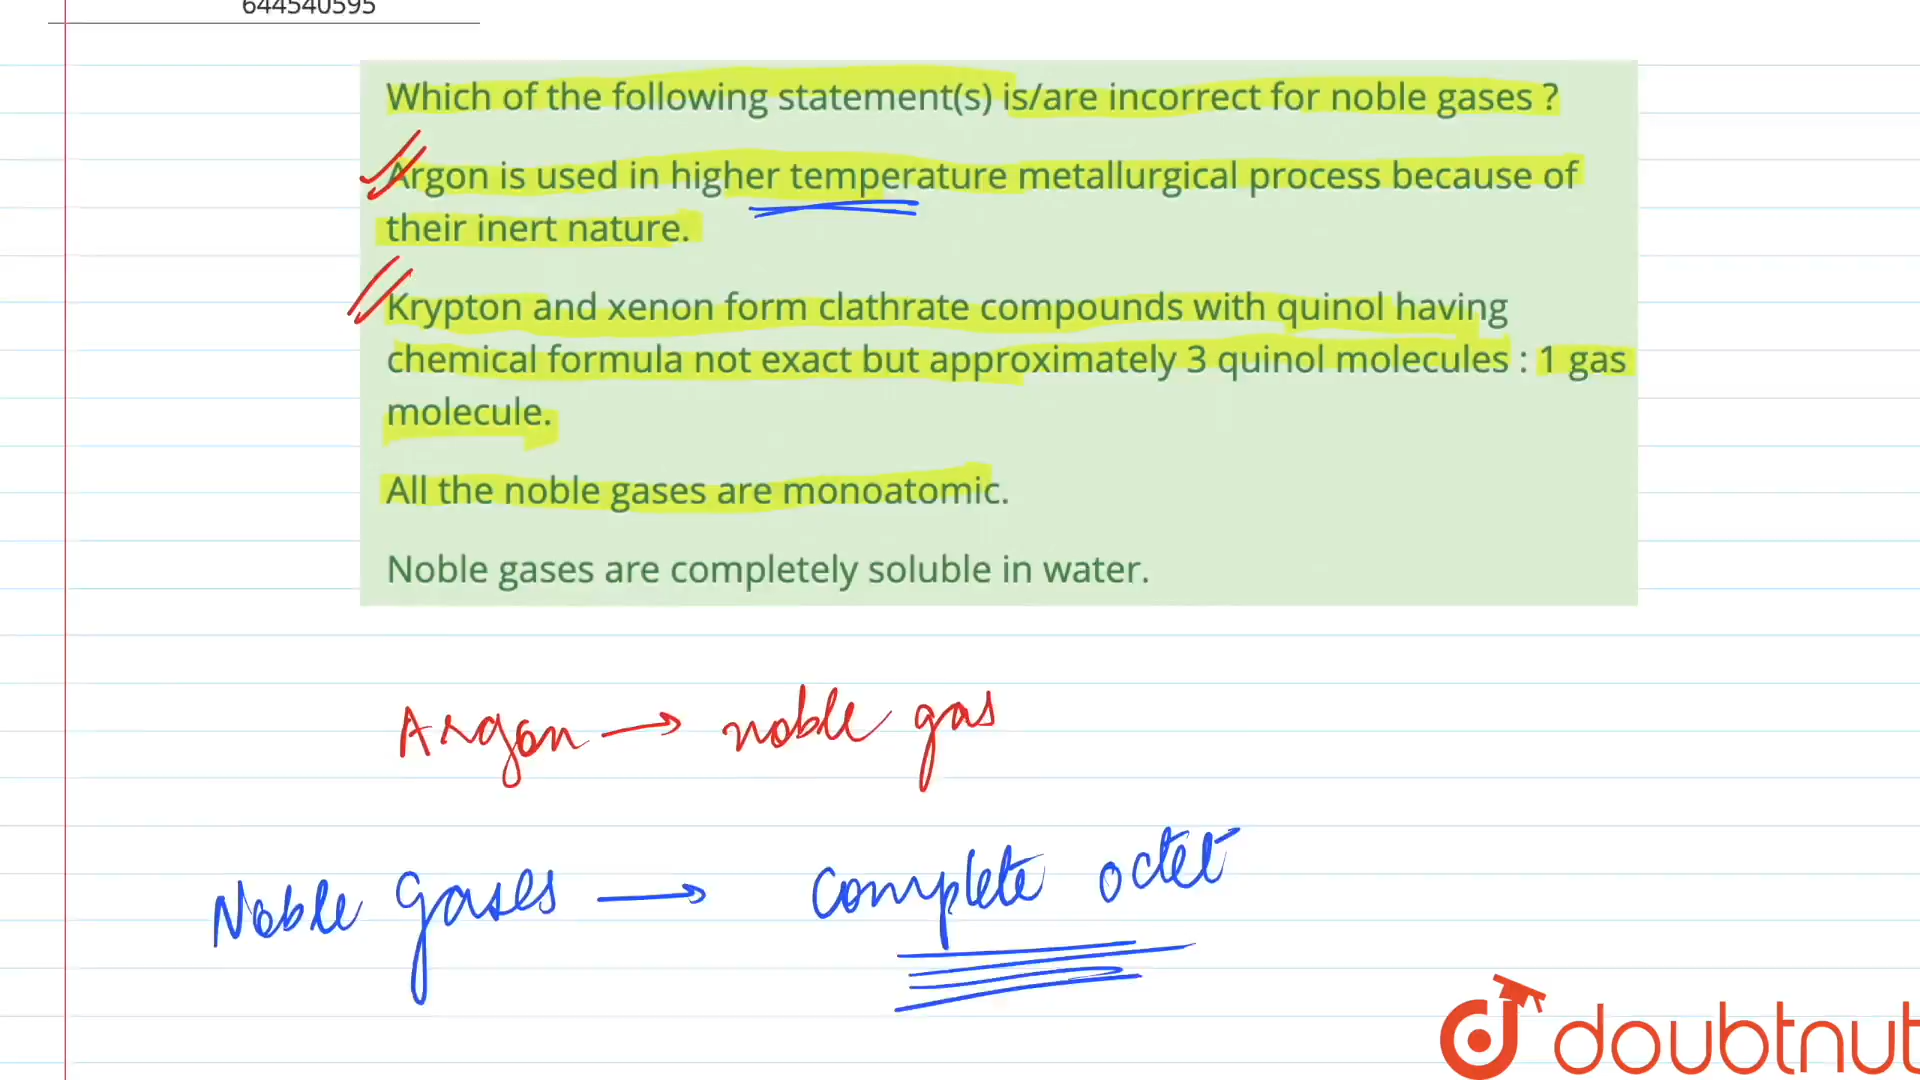 644540595
Which of the following statement(s) is/are incorrect for noble gases ?
Argon is used in higher temperature metallurgical process because of
their inert nature.
Krypton and xenon form clathrate compounds with quinol having
chemical formula not exact but approximately 3 quinol molecules : 1 gas
molecule.
All the noble gases are monoatomic.
Noble gases are completely soluble in water.
Argon → noble gas
Noble gases → complete octet
doubtnut